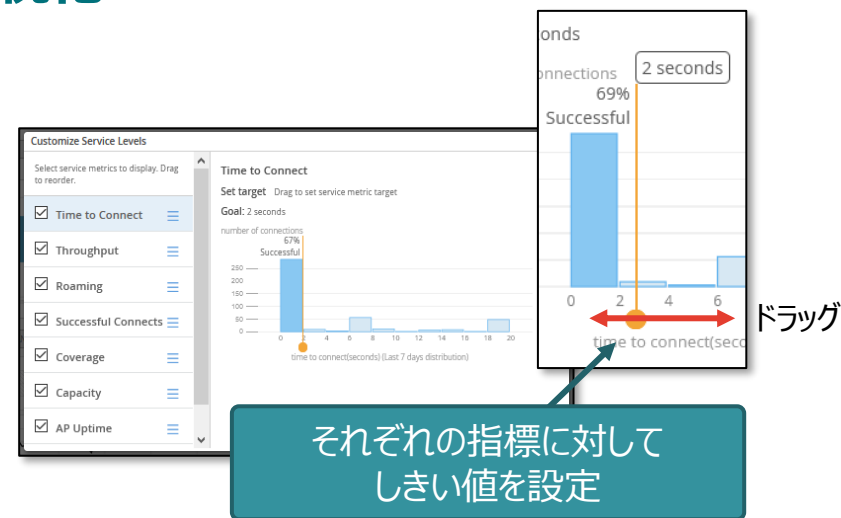 Customize Service Levels
Select service metrics to display. Drag
to reorder.
Time to Connect
Throughput
Roaming
Successful Connects
Coverage
Capacity
AP Uptime
Time to Connect
Set target Drag to set service metric target
Goal: 2 seconds
number of connections
67%
Successful
250
200
150
100
50
0
0 2 4 6 8 10 12 14 16 18 20
time to connect(seconds) (Last 7 days distribution)
onds
onnections
2 seconds
69%
Successful
0 2 4 6
time to connect(seco
ドラッグ
それぞれの指標に対して
しきい値を設定